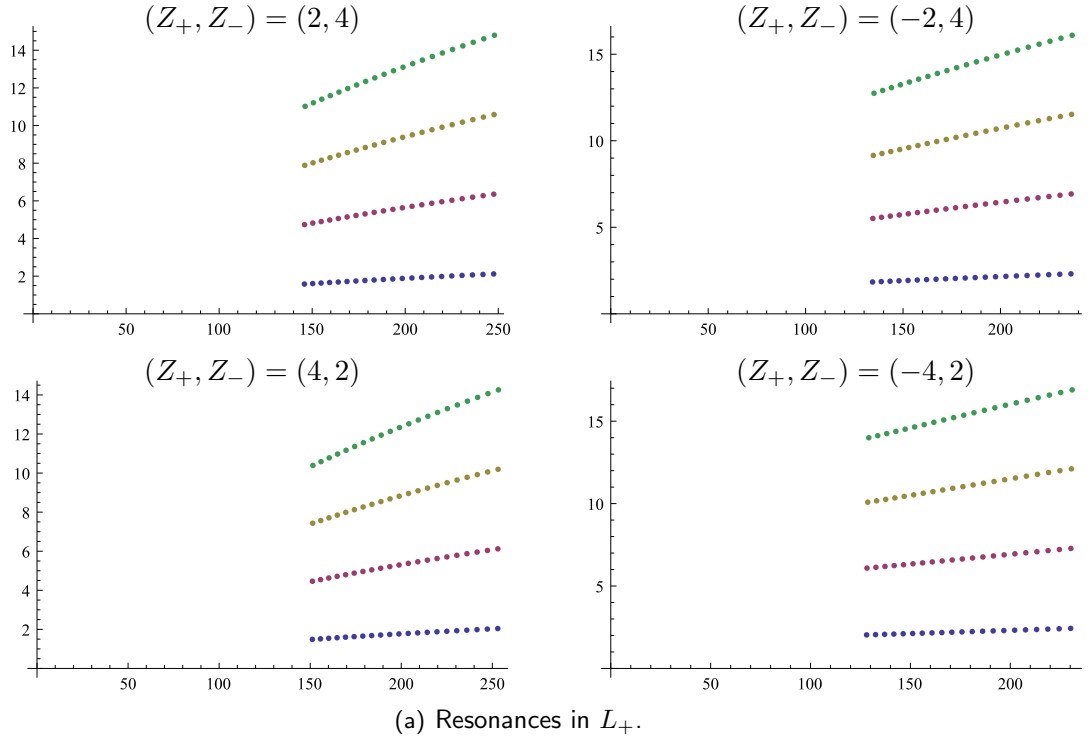 (Z₊, Z₋) = (2, 4)
14
12
10
8
6
4
2
50 100 150 200 250
(Z₊, Z₋) = (−2, 4)
15
10
5
50 100 150 200
(Z₊, Z₋) = (4, 2)
14
12
10
8
6
4
2
50 100 150 200 250
(Z₊, Z₋) = (−4, 2)
15
10
5
50 100 150 200
(a) Resonances in L₊.